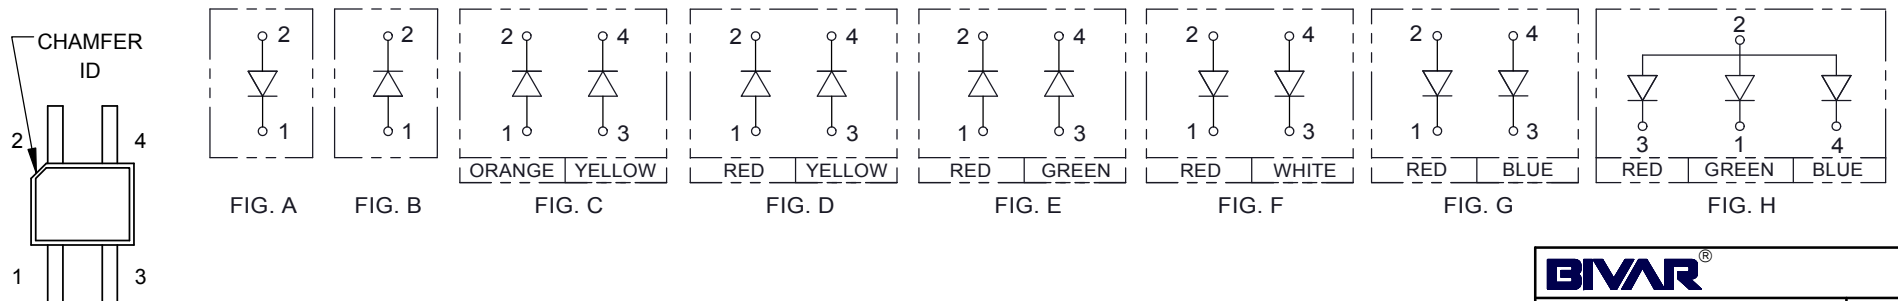 CHAMFER
ID
2 4
1 3
2
1
FIG. A
2
1
FIG. B
2 4
1 3
ORANGE YELLOW
FIG. C
2 4
1 3
RED YELLOW
FIG. D
2 4
1 3
RED GREEN
FIG. E
2 4
1 3
RED WHITE
FIG. F
2 4
1 3
RED BLUE
FIG. G
2
3 1 4
RED GREEN BLUE
FIG. H
BIVAR®